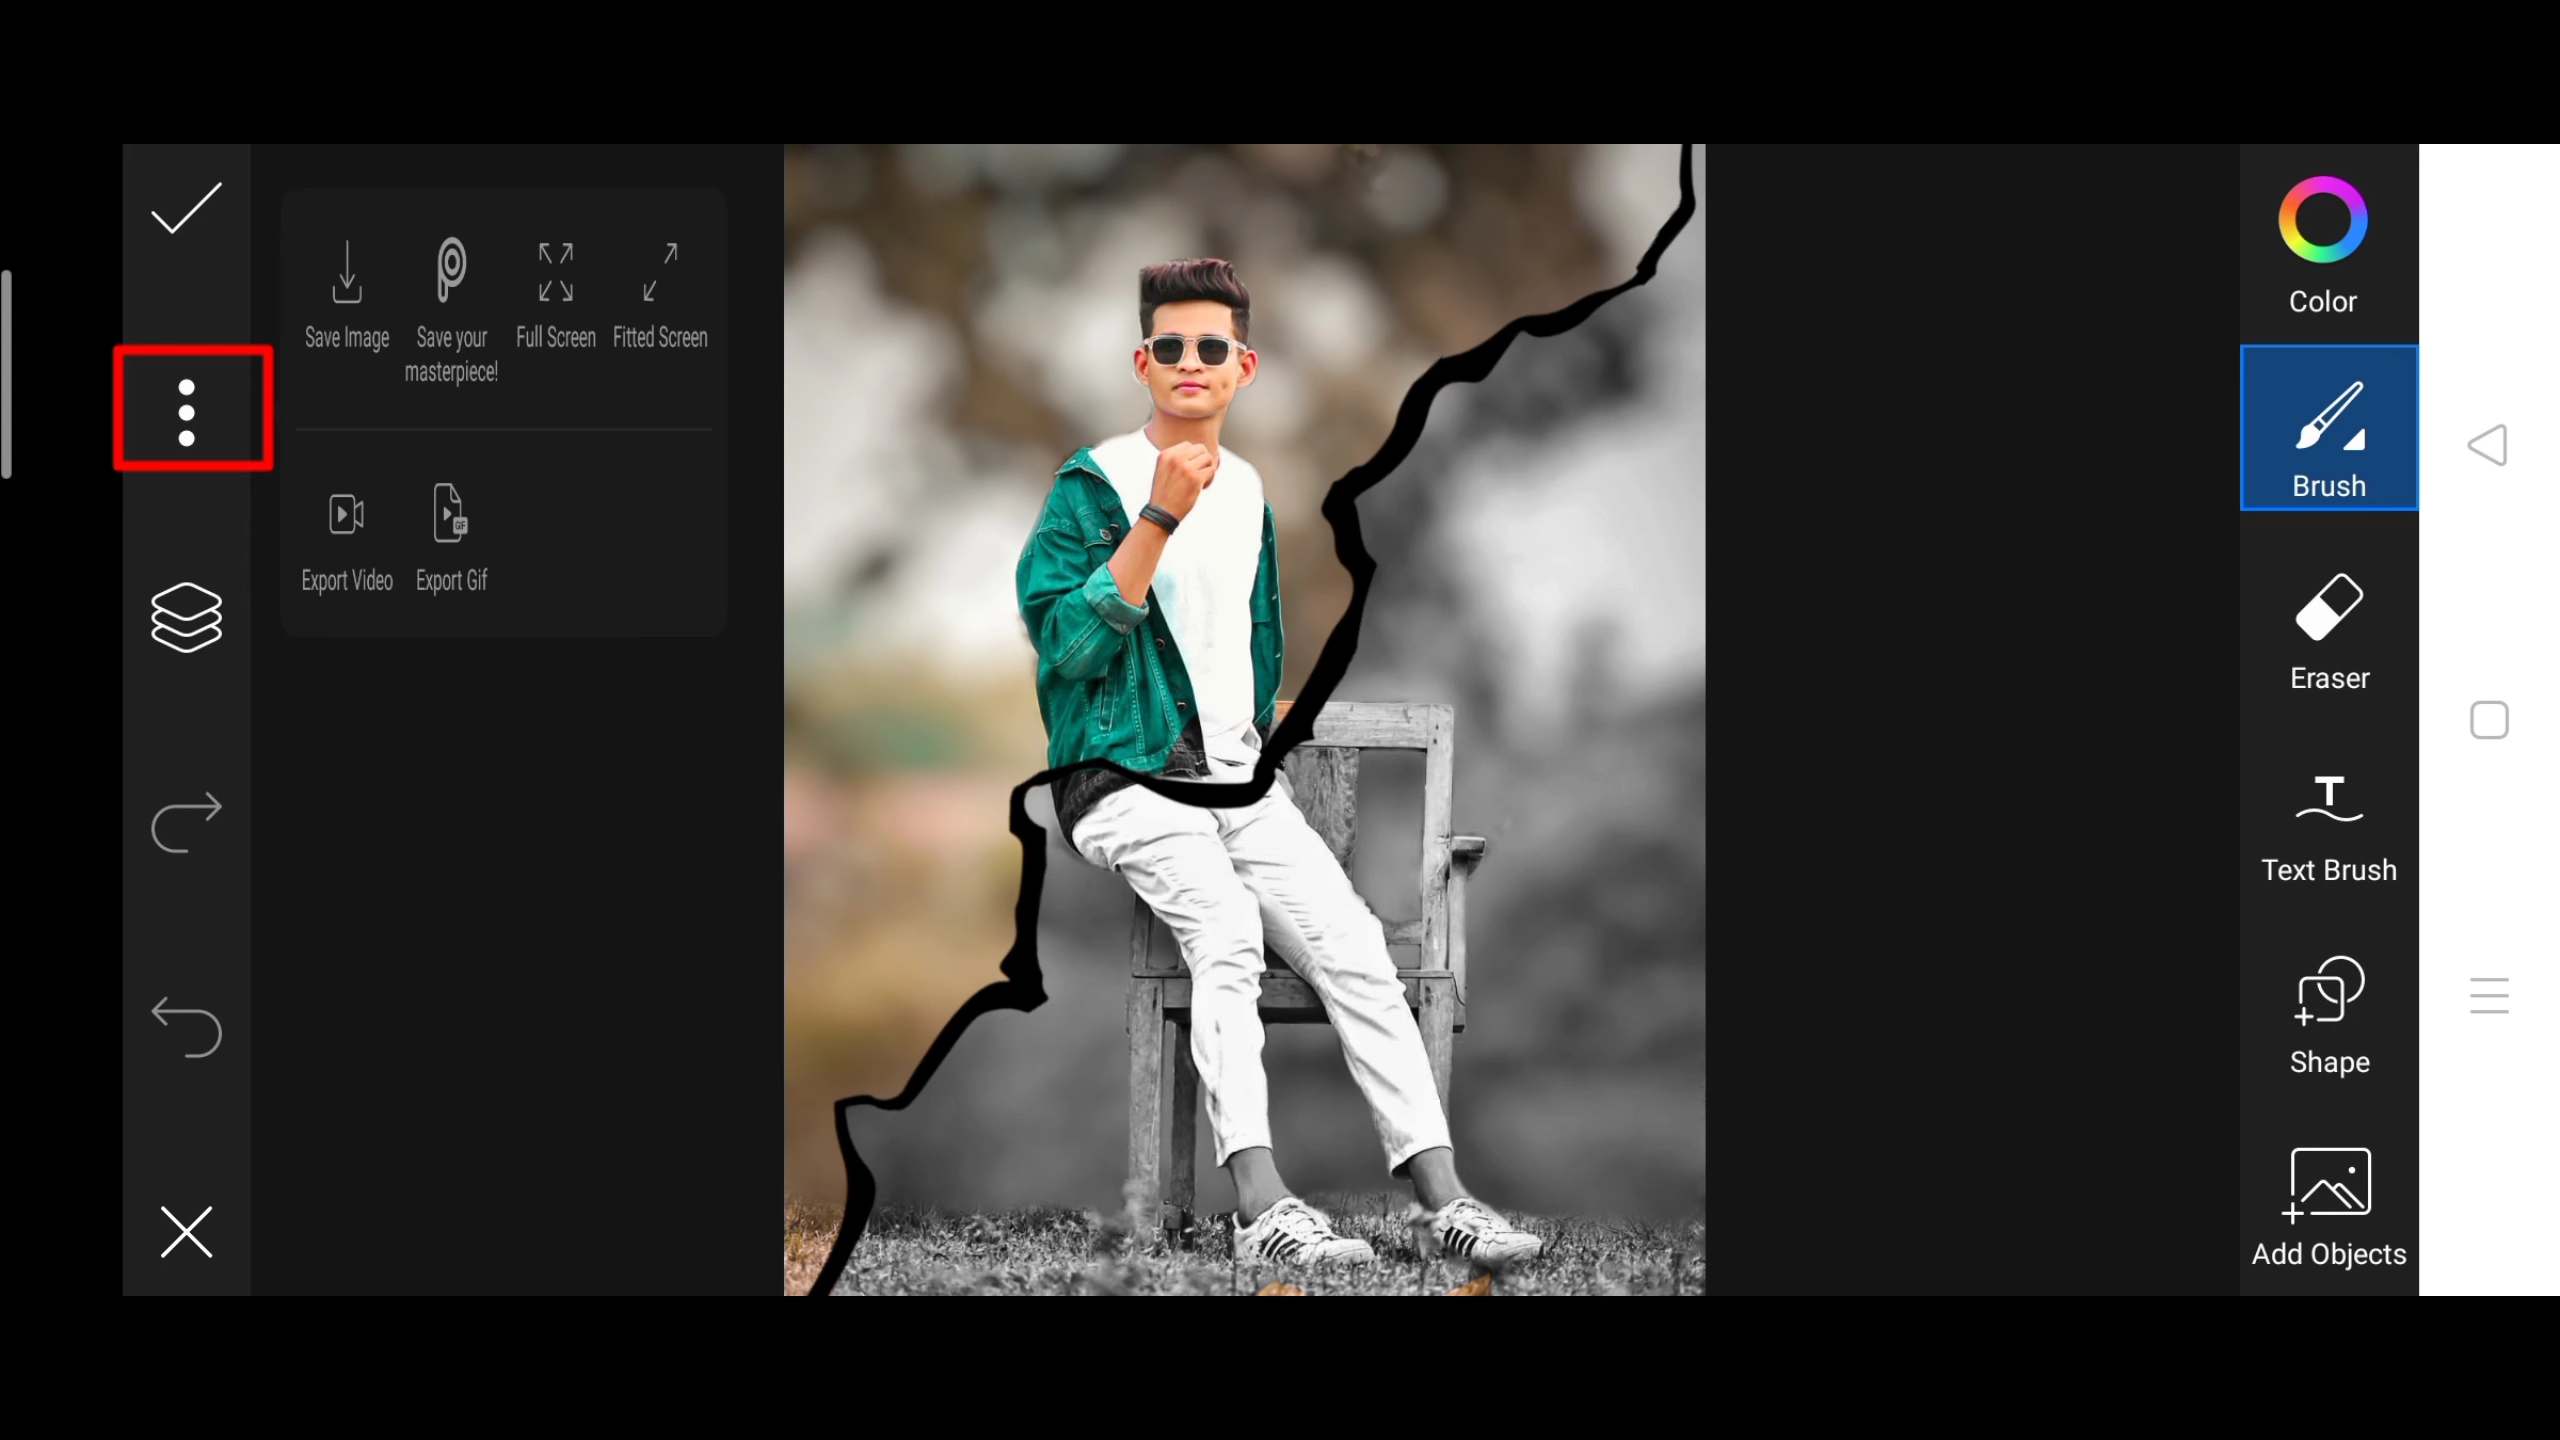 Save Image
Save your
masterpiece!
Full Screen
Fitted Screen
Export Video
Export Gif
Color
Brush
Eraser
T
Text Brush
Shape
Add Objects